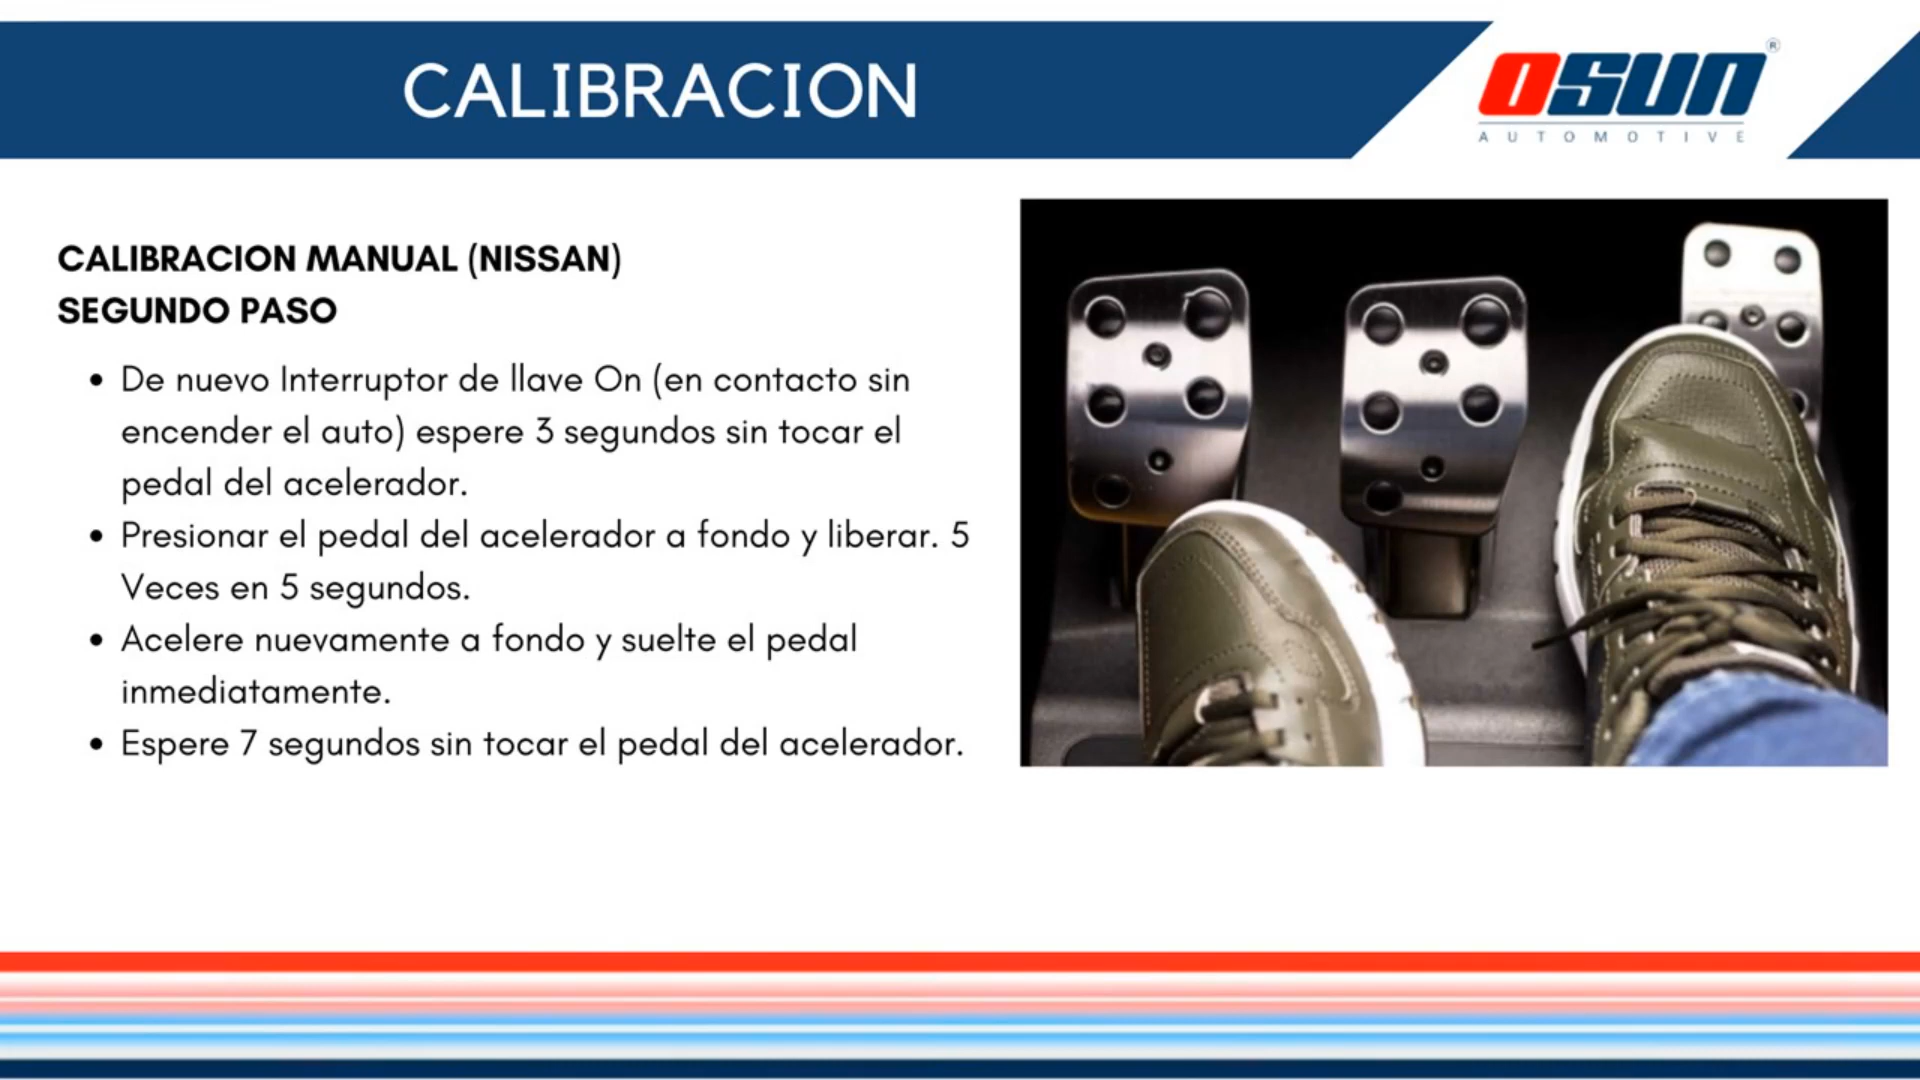 CALIBRACION
OSUN®
AUTOMOTIVE
CALIBRACION MANUAL (NISSAN)
SEGUNDO PASO
• De nuevo Interruptor de llave On (en contacto sin
encender el auto) espere 3 segundos sin tocar el
pedal del acelerador.
• Presionar el pedal del acelerador a fondo y liberar. 5
Veces en 5 segundos.
• Acelere nuevamente a fondo y suelte el pedal
inmediatamente.
• Espere 7 segundos sin tocar el pedal del acelerador.